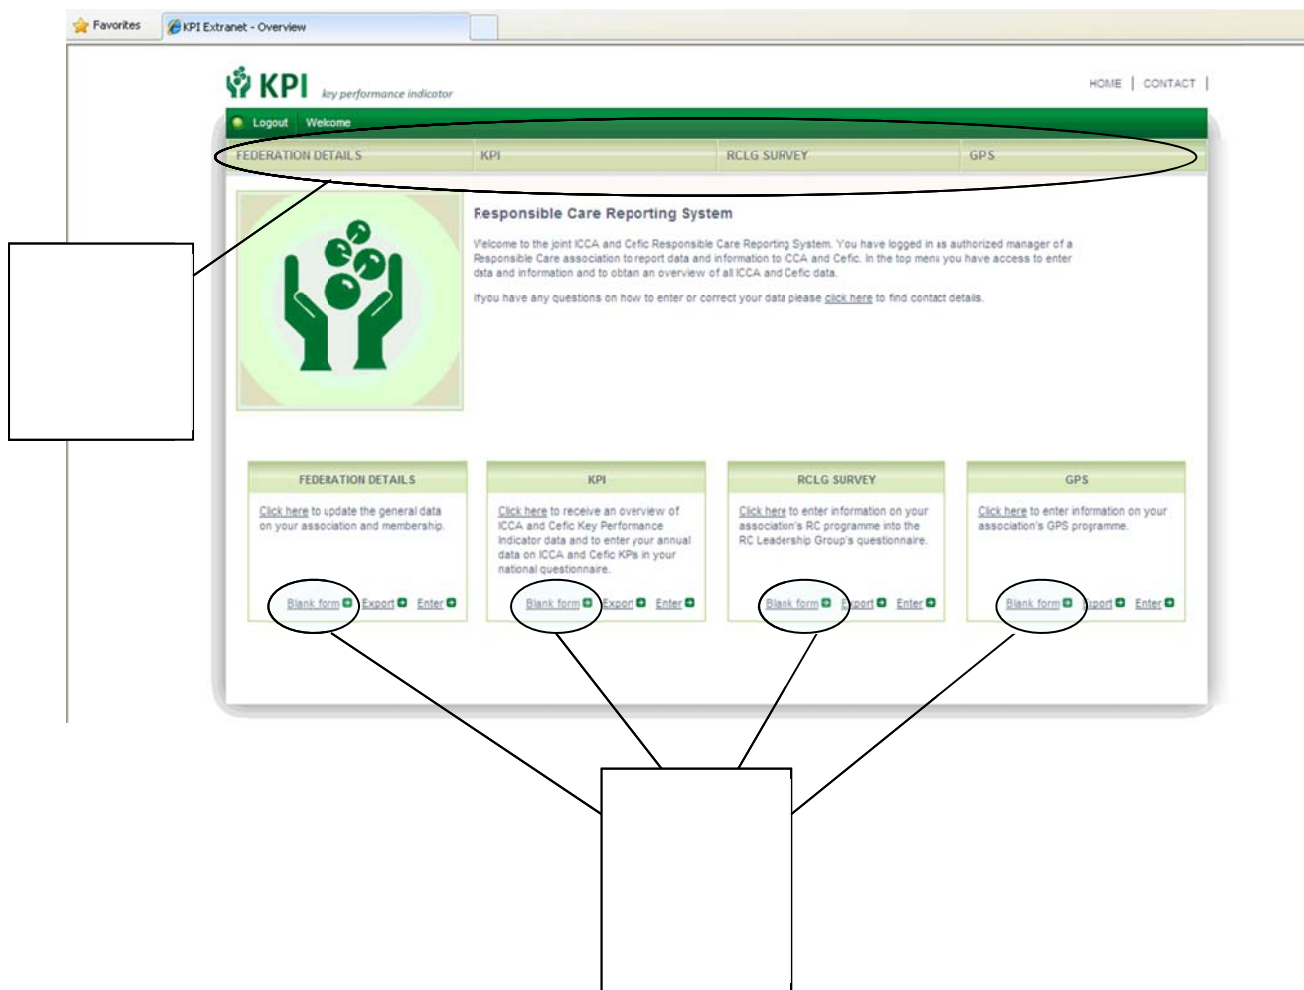 Favorites
KPI Extranet - Overview
KPI key performance indicator
HOME | CONTACT |
Logout Welcome
FEDERATION DETAILS KPI RCLG SURVEY GPS
Responsible Care Reporting System
Welcome to the joint ICCA and Cefic Responsible Care Reporting System. You have logged in as authorized manager of a
Responsible Care association to report data and information to CCA and Cefic. In the top menu you have access to enter
data and information and to obtan an overview of all ICCA and Cefic data.
If you have any questions on how to enter or correct your data please click here to find contact details.
FEDERATION DETAILS
Click here to update the general data
on your association and membership.
Blank form Export Enter
KPI
Click here to receive an overview of
ICCA and Cefic Key Performance
Indicator data and to enter your annual
data on ICCA and Cefic KPs in your
national questionnaire.
Blank form Export Enter
RCLG SURVEY
Click here to enter information on your
association's RC programme into the
RC Leadership Group's questionnaire.
Blank form Export Enter
GPS
Click here to enter information on your
association's GPS programme.
Blank form Export Enter